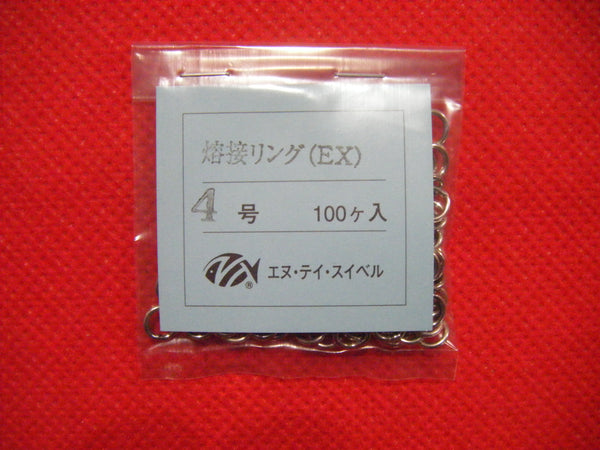 熔接リング(EX)
4 号 100ヶ入
® エヌ・テイ・スイベル